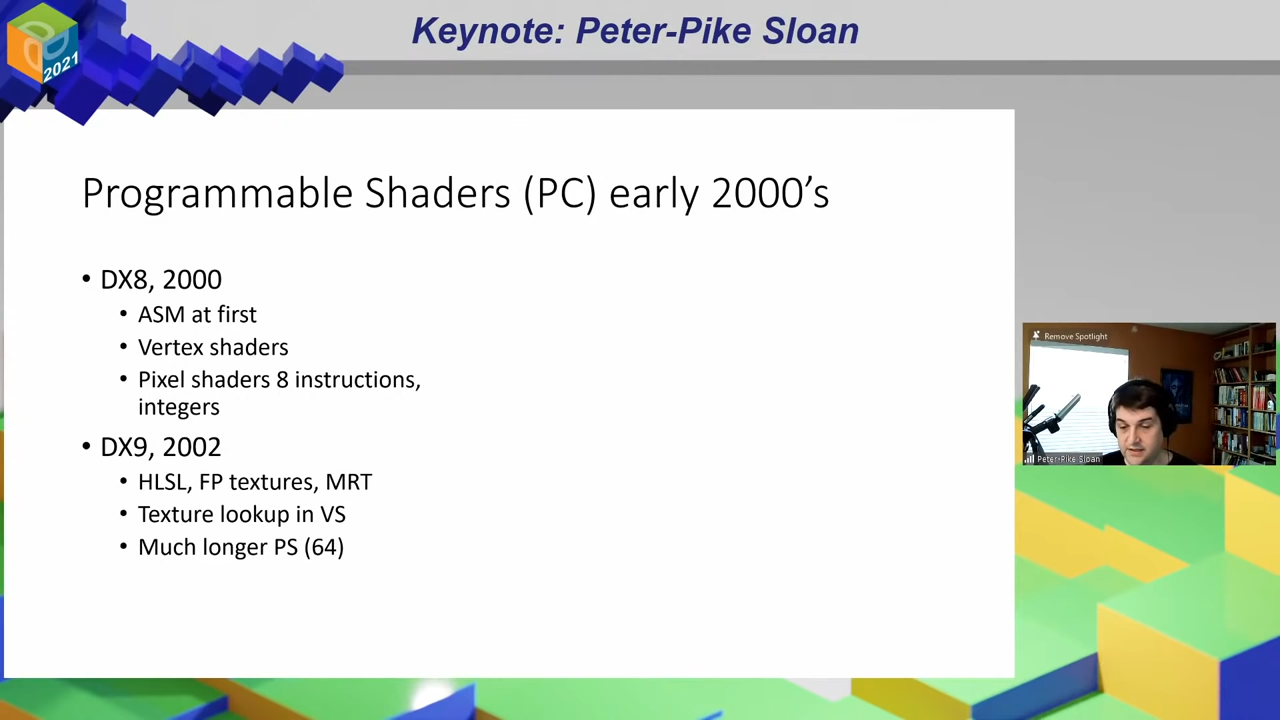 Keynote: Peter-Pike Sloan
2021
Programmable Shaders (PC) early 2000's
• DX8, 2000
• ASM at first
• Vertex shaders
• Pixel shaders 8 instructions,
integers
• DX9, 2002
• HLSL, FP textures, MRT
• Texture lookup in VS
• Much longer PS (64)
Remove Spotlight
Peter-Pike Sloan